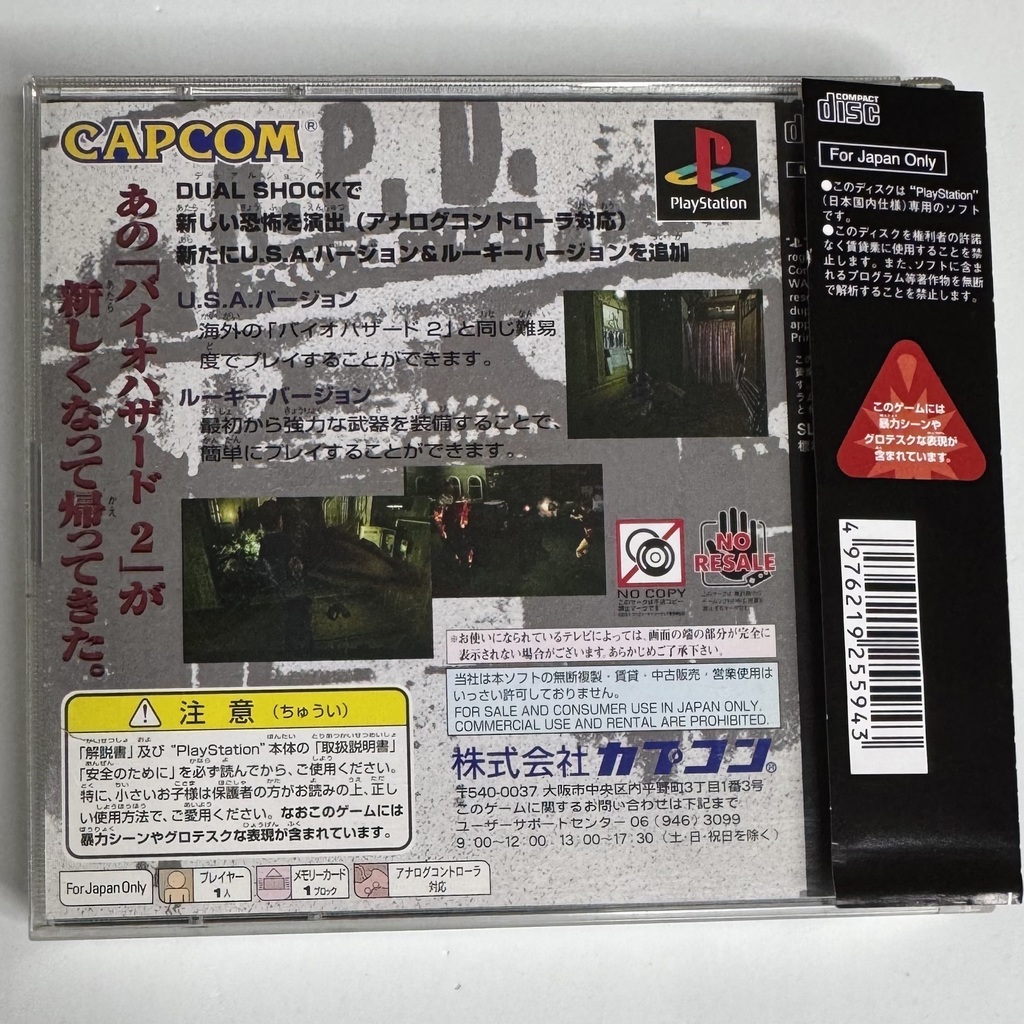 CAPCOM®
P.D.
デュアルショック
DUAL SHOCKで
新しい恐怖を演出（アナログコントローラ対応）
新たにU.S.A.バージョン&ルーキーバージョンを追加
あの「バイオハザード 2」が
新しくなって帰ってきた。
U.S.A.バージョン
海外の「バイオハザード 2」と同じ難易
度でプレイすることができます。
ルーキーバージョン
最初から強力な武器を装備することで、
簡単にプレイすることができます。
PlayStation
NO COPY
NO
RESALE
※お使いになられているテレビによっては、画面の端の部分が完全に
表示されない場合がございます。あらかじめご了承下さい。
当社は本ソフトの無断複製・賃貸・中古販売・営業使用は
いっさい許可しておりません。
FOR SALE AND CONSUMER USE IN JAPAN ONLY.
COMMERCIAL USE AND RENTAL ARE PROHIBITED.
株式会社 カプコン®
〒540-0037 大阪市中央区内平野町3丁目1番3号
このゲームに関するお問い合わせは下記まで
ユーザーサポートセンター 06 (946) 3099
9:00〜12:00, 13:00〜17:30 (土・日・祝日を除く)
注意（ちゅうい）
「解説書」及び "PlayStation" 本体の「取扱説明書」
「安全のために」を必ず読んでから、ご使用ください。
特に、小さいお子様は保護者の方がお読みの上、正し
い使用方法で、ご愛用ください。なおこのゲームには
暴力シーンやグロテスクな表現が含まれています。
For Japan Only
プレイヤー
1人
メモリーカード
1ブロック
アナログコントローラ
対応
COMPACT
disc
For Japan Only
●このディスクは "PlayStation"
(日本国内仕様) 専用のソフト
です。
●このディスクを権利者の許諾
なく賃貸業に使用することを禁
止します。また、ソフトに含ま
れるプログラム等著作物を無断
で解析することを禁止します。
このゲームには
暴力シーンや
グロテスクな表現が
含まれています。
4976219255943